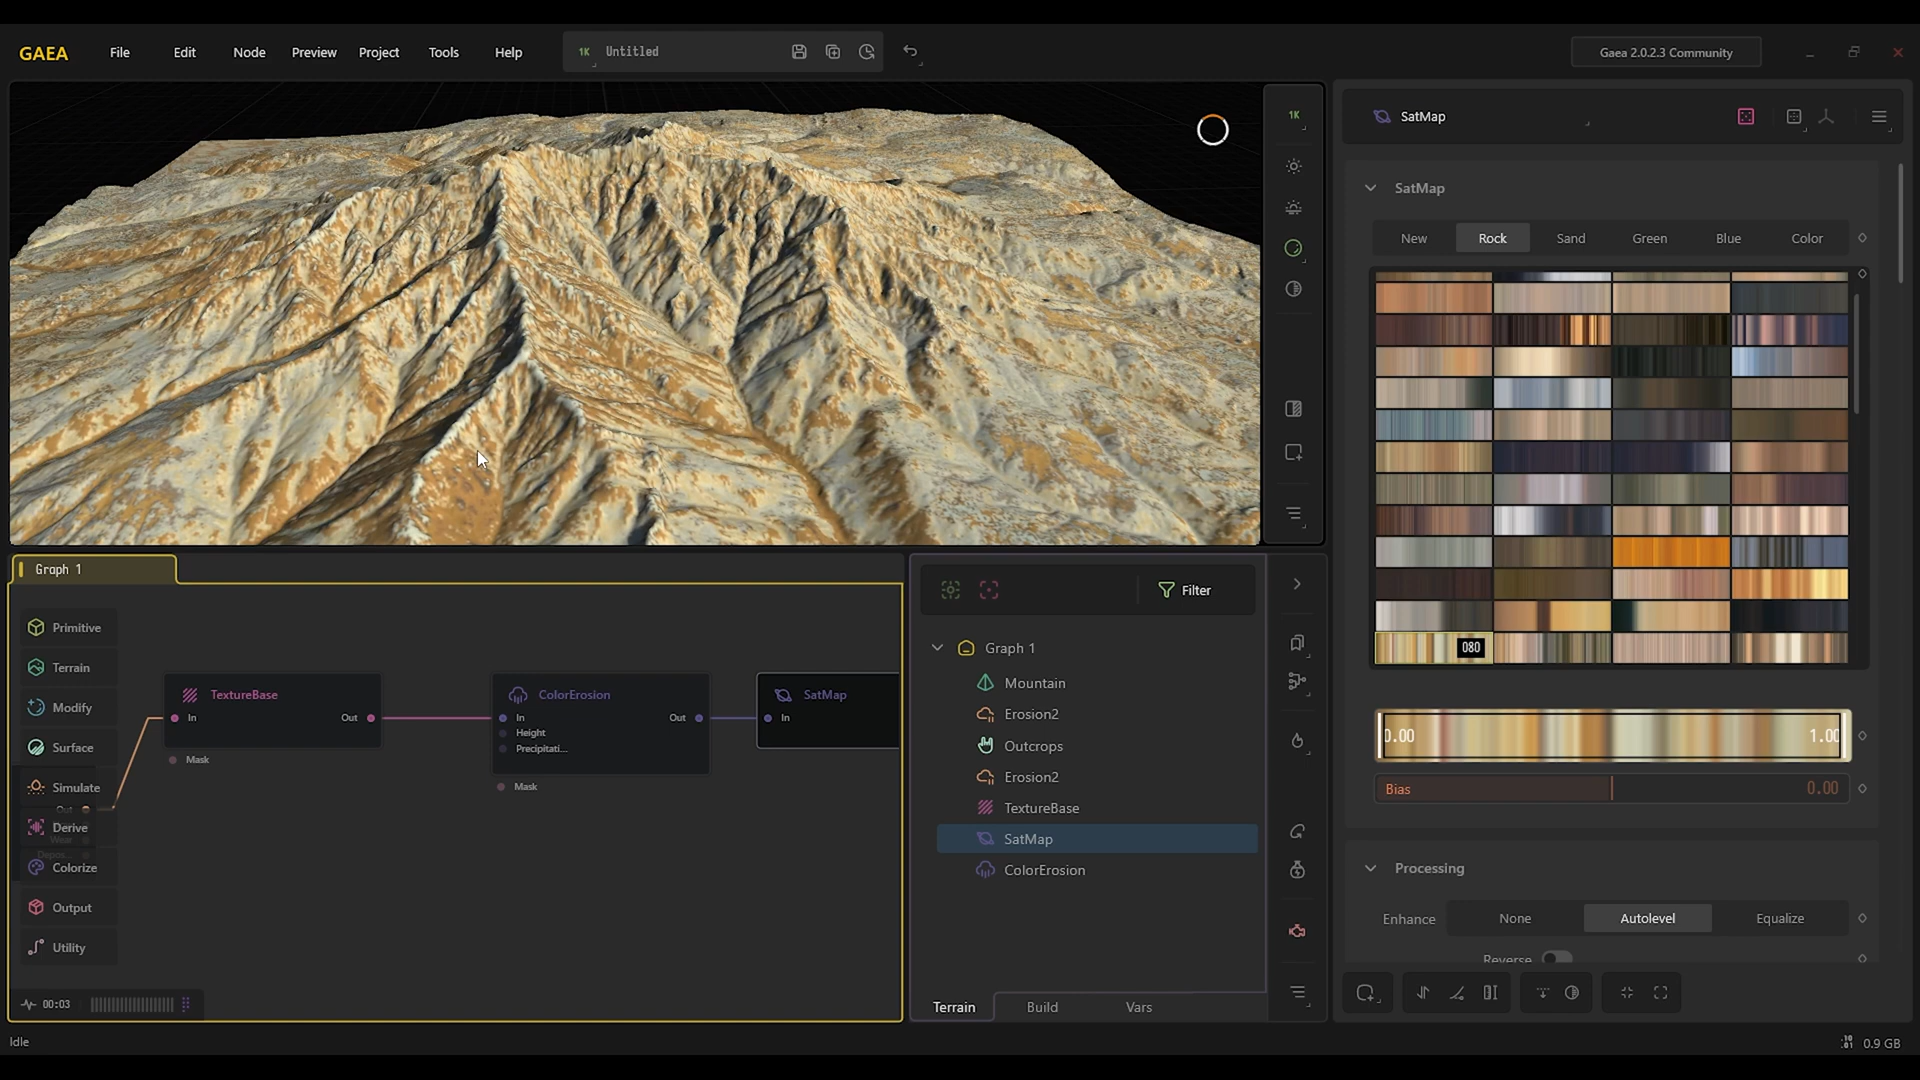 GAEA
File
Edit
Node
Preview
Project
Tools
Help
1K
Untitled
Gaea 2.0.2.3 Community
1K
SatMap
SatMap
New
Rock
Sand
Green
Blue
Color
080
0.00
1.00
Bias
0.00
Processing
Enhance
None
Autolevel
Equalize
Reverse
Graph 1
Primitive
Terrain
Modify
Surface
Simulate
Out
Derive
Wear
Colorize
Output
Utility
TextureBase
In
Out
Mask
ColorErosion
In
Out
Height
Precipitati...
Mask
SatMap
In
00:03
Filter
Graph 1
Mountain
Erosion2
Outcrops
Erosion2
TextureBase
SatMap
ColorErosion
Terrain
Build
Vars
Idle
0.9 GB